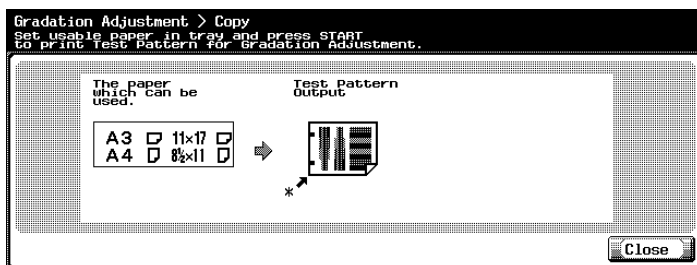 Gradation Adjustment > Copy
Set usable paper in tray and press START
to print Test Pattern for Gradation Adjustment.
The paper
which can be
used.
Test Pattern
Output
A3 11×17
A4 8½×11
*
Close